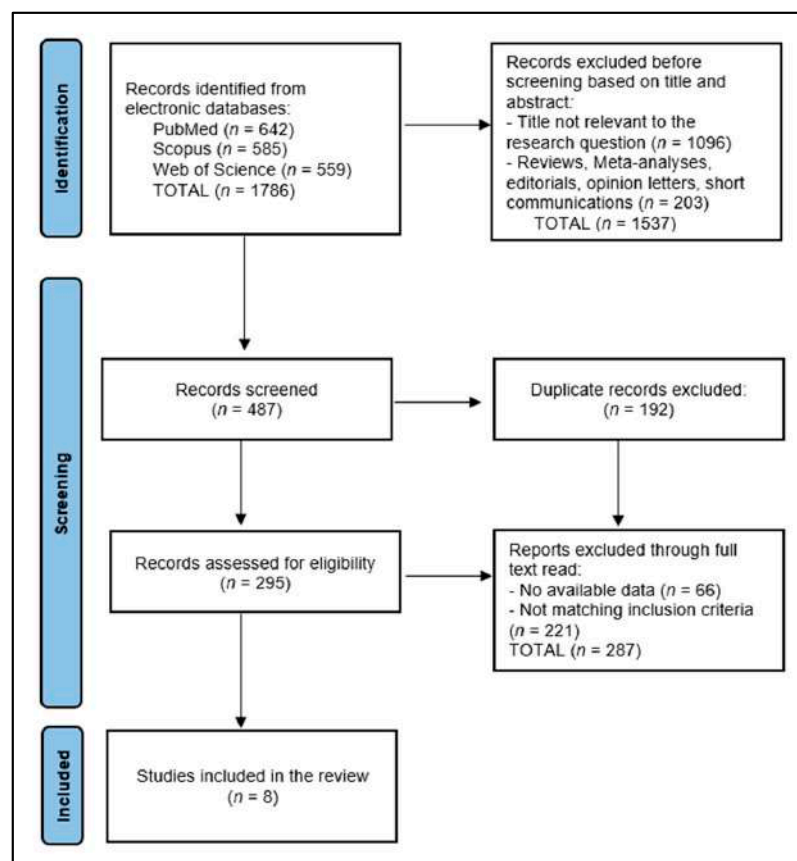 Identification
Records identified from
electronic databases:
PubMed (n = 642)
Scopus (n = 585)
Web of Science (n = 559)
TOTAL (n = 1786)
Records excluded before
screening based on title and
abstract:
- Title not relevant to the
research question (n = 1096)
- Reviews, Meta-analyses,
editorials, opinion letters, short
communications (n = 203)
TOTAL (n = 1537)
Screening
Records screened
(n = 487)
Duplicate records excluded:
(n = 192)
Records assessed for eligibility
(n = 295)
Reports excluded through full
text read:
- No available data (n = 66)
- Not matching inclusion criteria
(n = 221)
TOTAL (n = 287)
Included
Studies included in the review
(n = 8)